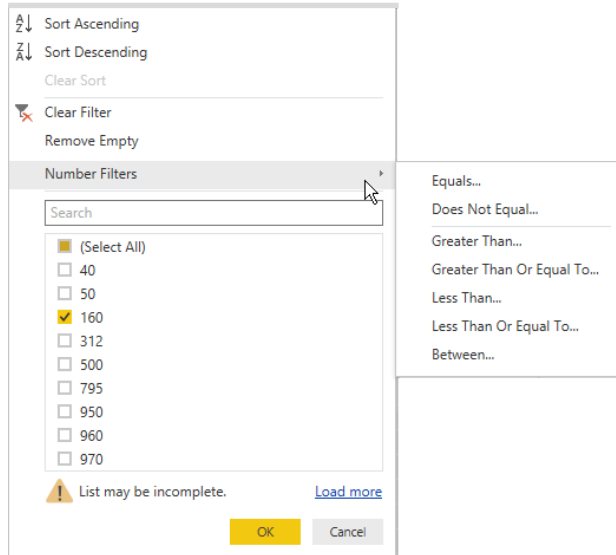 Sort Ascending
Sort Descending
Clear Sort
Clear Filter
Remove Empty
Number Filters
Search
(Select All)
40
50
160
312
500
795
950
960
970
List may be incomplete. Load more
OK Cancel
Equals...
Does Not Equal...
Greater Than...
Greater Than Or Equal To...
Less Than...
Less Than Or Equal To...
Between...